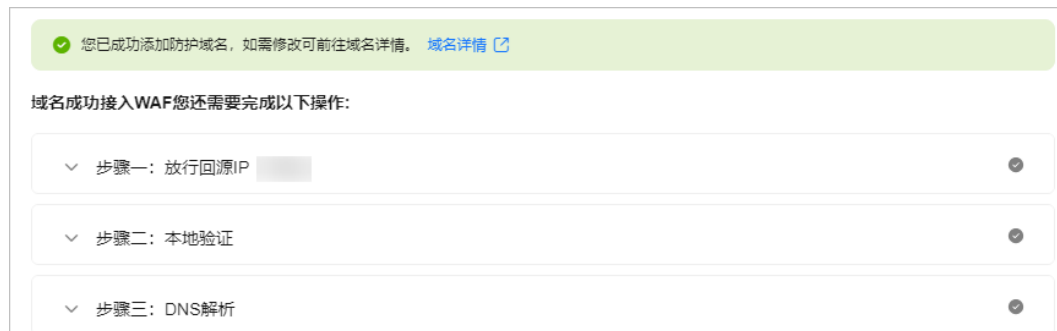 您已成功添加防护域名，如需修改可前往域名详情。 域名详情
域名成功接入WAF您还需要完成以下操作：
步骤一：放行回源IP
步骤二：本地验证
步骤三：DNS解析